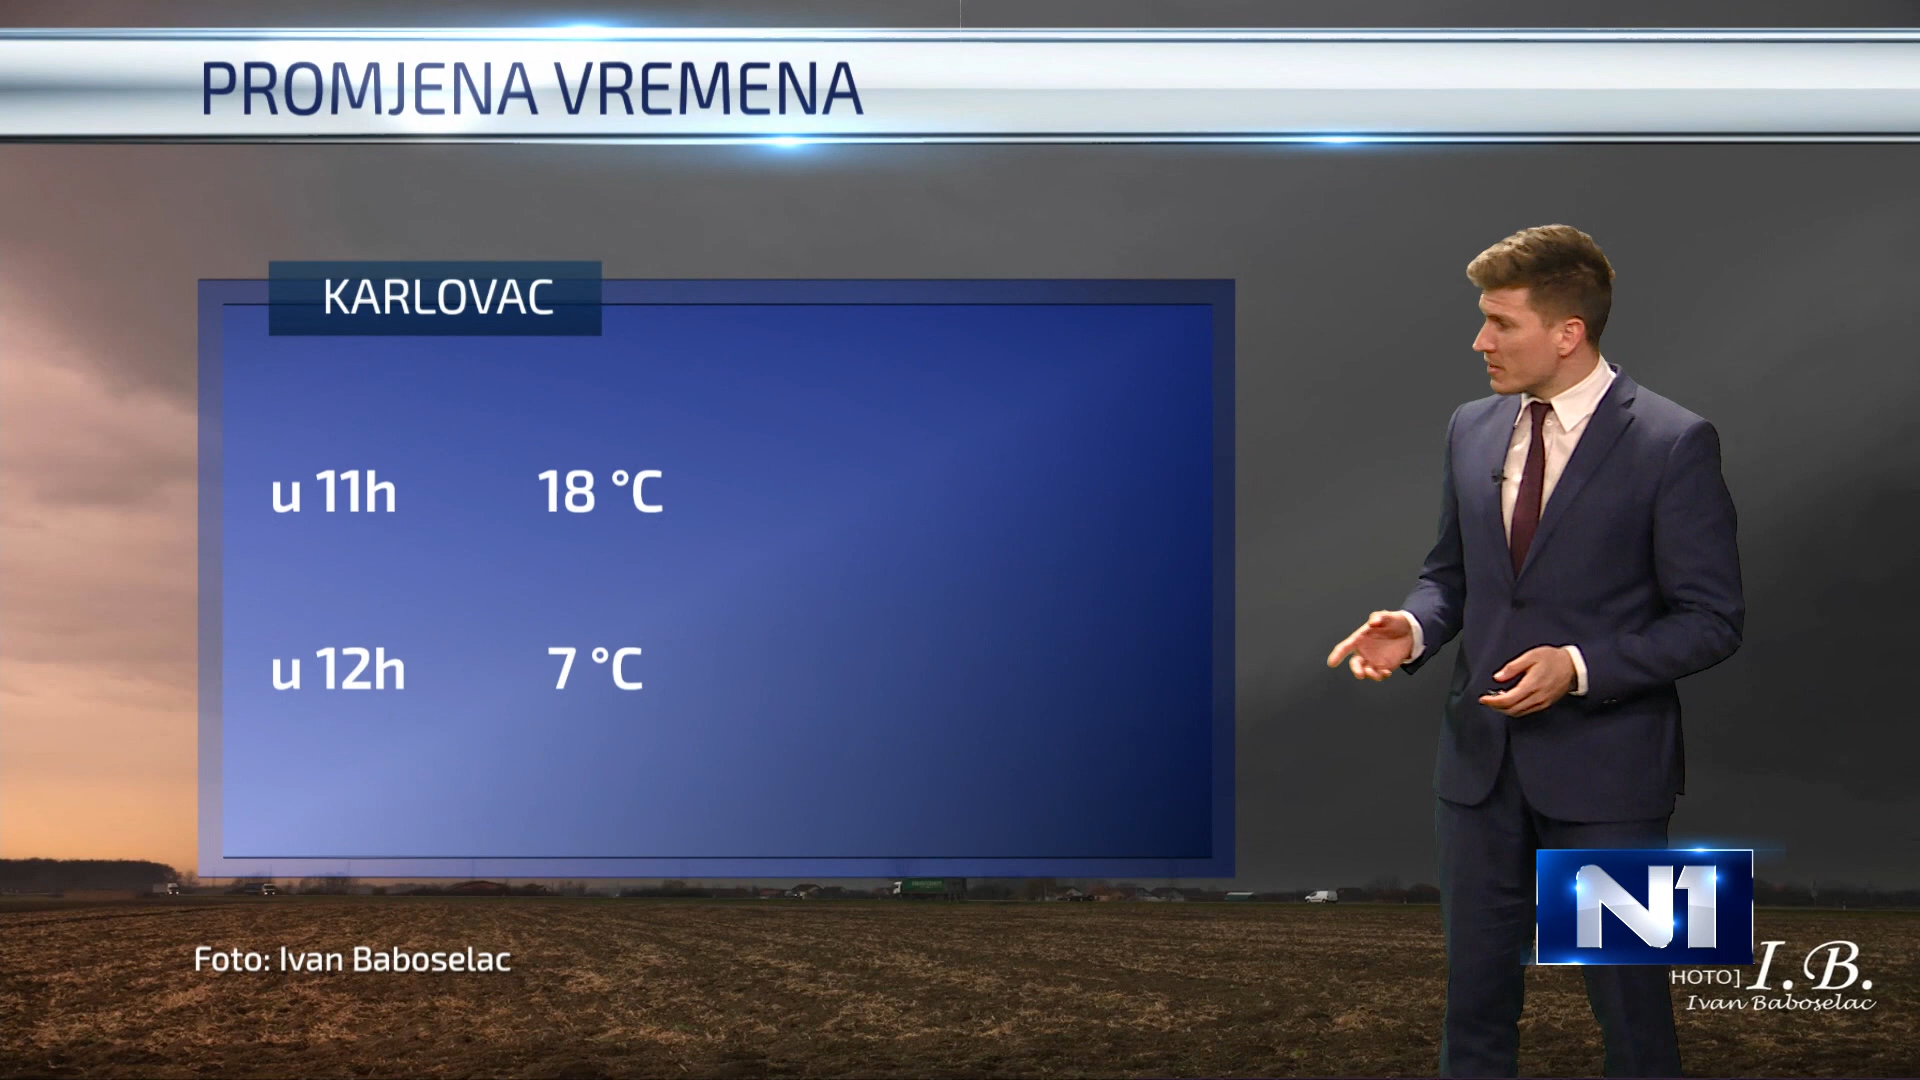 PROMJENA VREMENA
KARLOVAC
u 11h 18 °C
u 12h 7 °C
Foto: Ivan Baboselac
N1
HOTO] I. B.
Ivan Baboselac